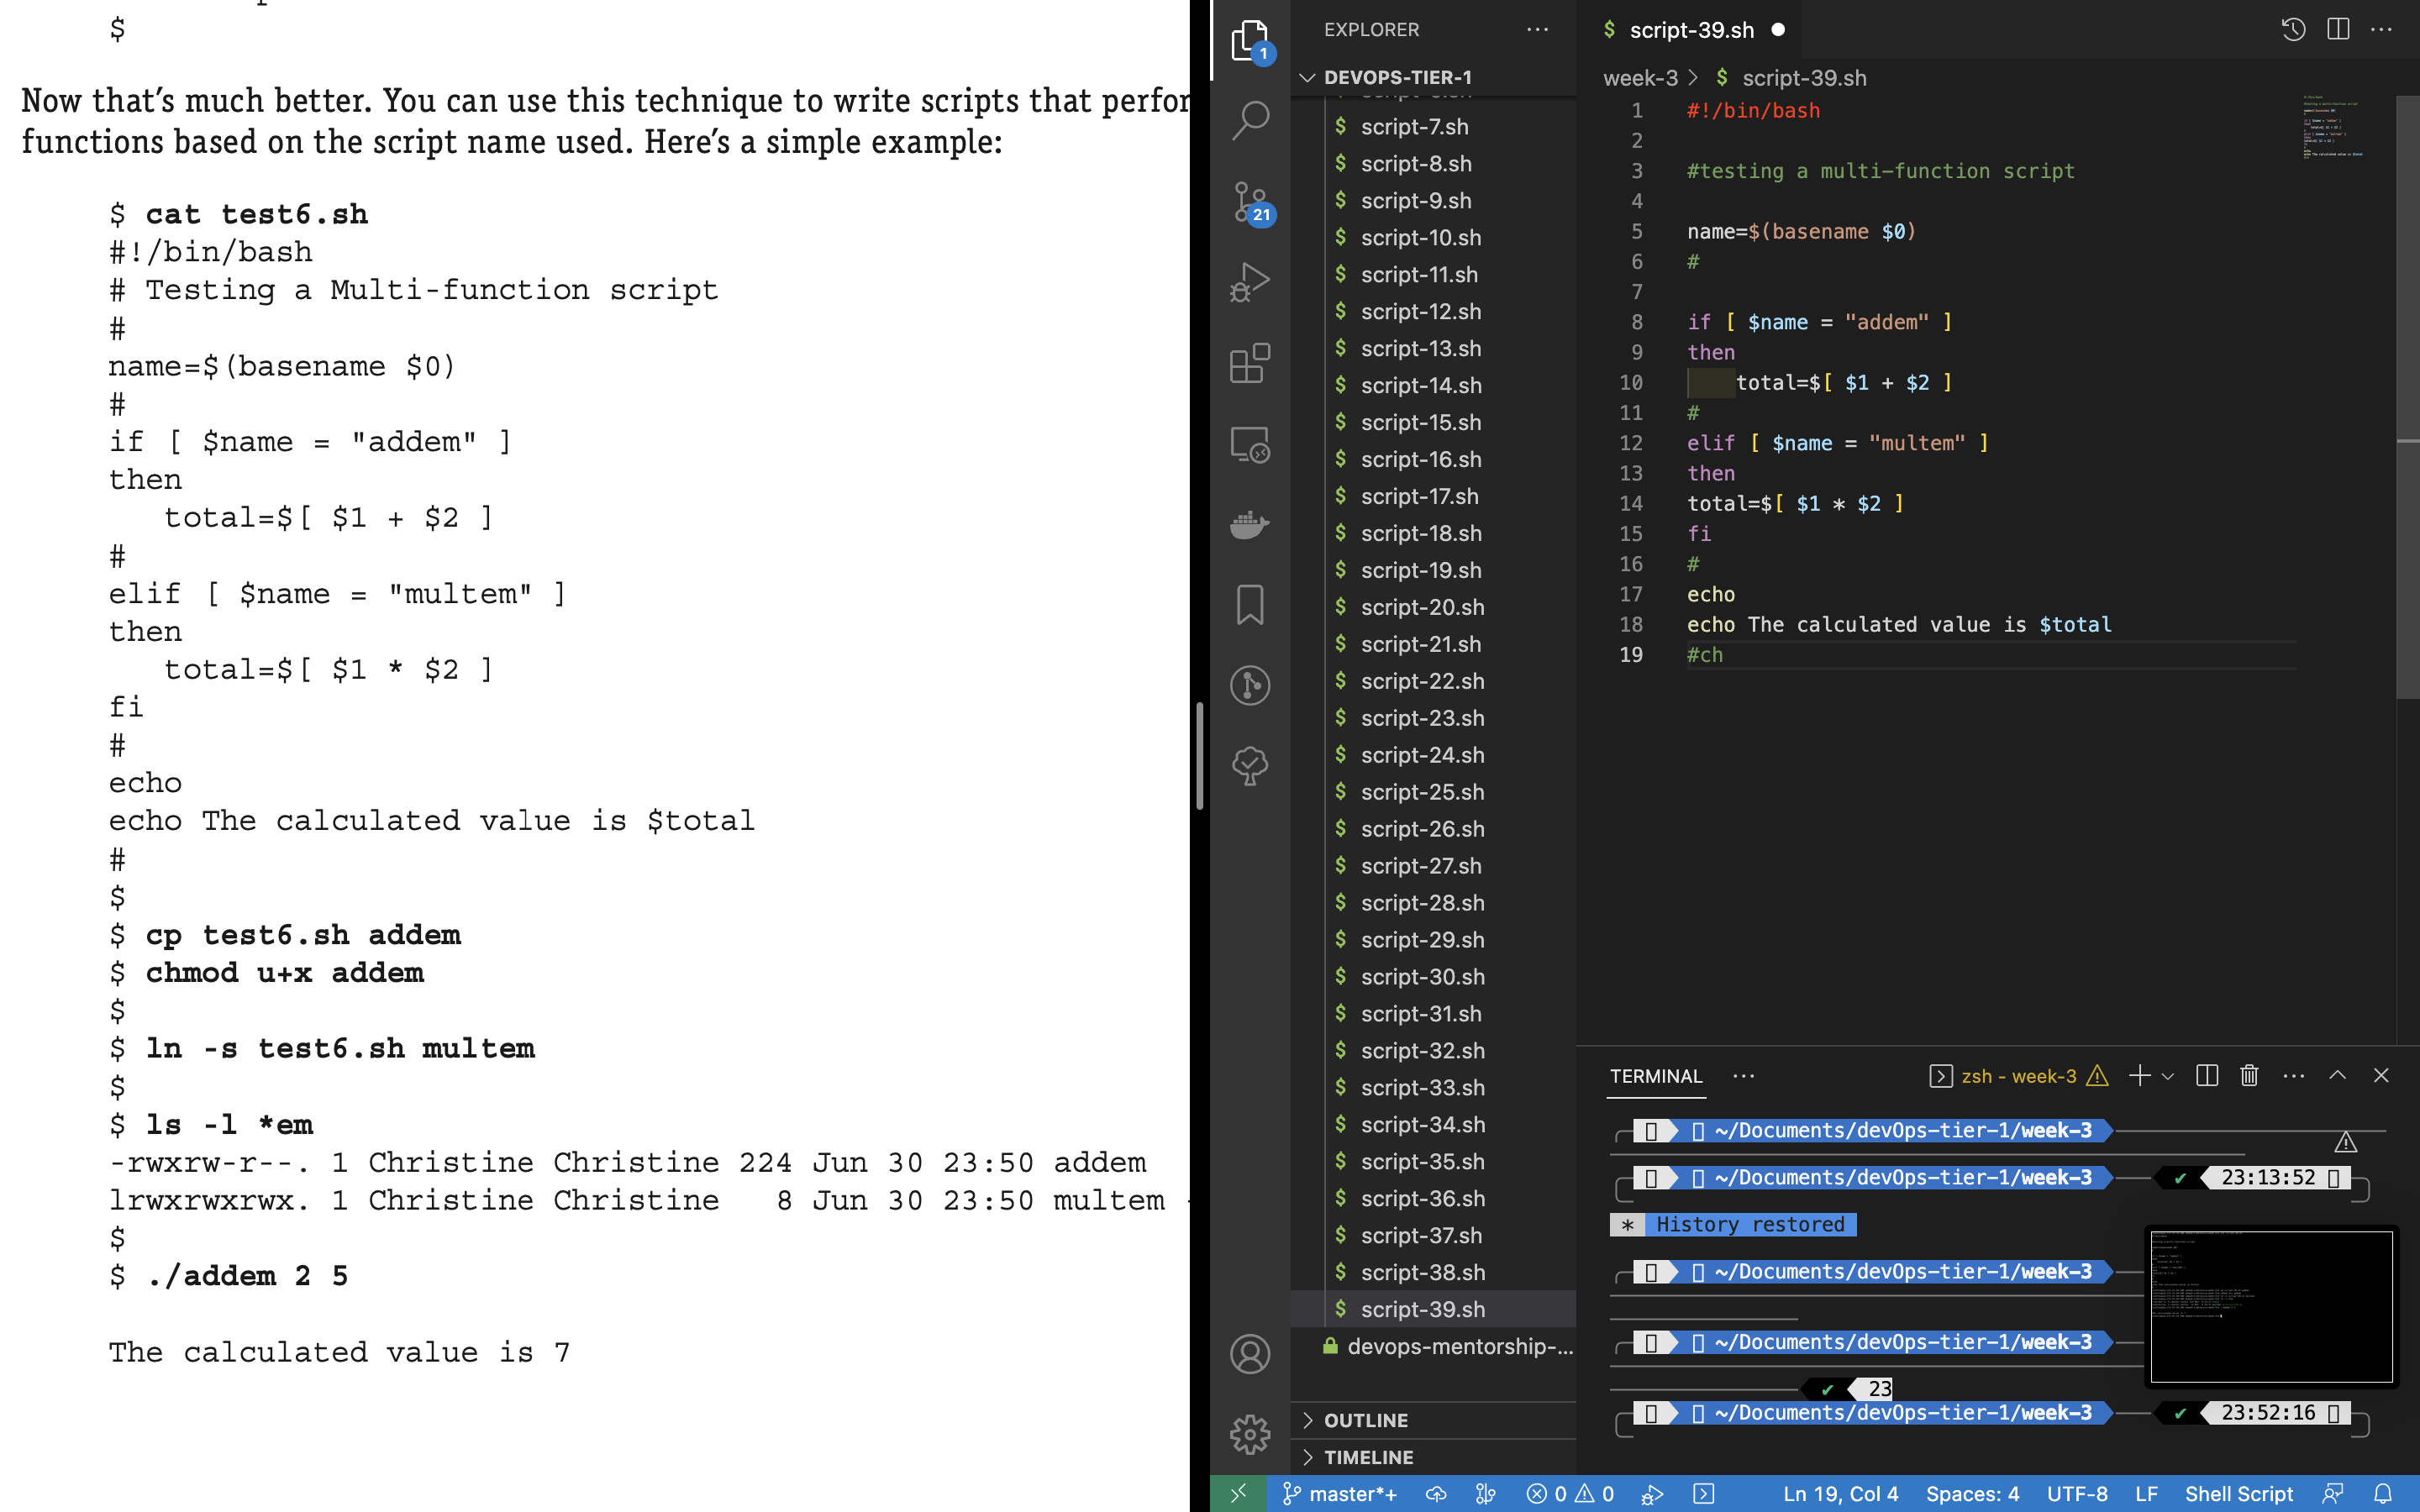 $
Now that’s much better. You can use this technique to write scripts that perfor
functions based on the script name used. Here’s a simple example:
$ cat test6.sh
#!/bin/bash
# Testing a Multi-function script
#
name=$(basename $0)
#
if [ $name = "addem" ]
then
total=$[ $1 + $2 ]
#
elif [ $name = "multem" ]
then
total=$[ $1 * $2 ]
fi
#
echo
echo The calculated value is $total
#
$
$ cp test6.sh addem
$ chmod u+x addem
$
$ ln -s test6.sh multem
$
$ ls -l *em
-rwxrw-r--. 1 Christine Christine 224 Jun 30 23:50 addem
lrwxrwxrwx. 1 Christine Christine   8 Jun 30 23:50 multem
$
$ ./addem 2 5
The calculated value is 7
1
21
EXPLORER
DEVOPS-TIER-1
$ script-7.sh
$ script-8.sh
$ script-9.sh
$ script-10.sh
$ script-11.sh
$ script-12.sh
$ script-13.sh
$ script-14.sh
$ script-15.sh
$ script-16.sh
$ script-17.sh
$ script-18.sh
$ script-19.sh
$ script-20.sh
$ script-21.sh
$ script-22.sh
$ script-23.sh
$ script-24.sh
$ script-25.sh
$ script-26.sh
$ script-27.sh
$ script-28.sh
$ script-29.sh
$ script-30.sh
$ script-31.sh
$ script-32.sh
$ script-33.sh
$ script-34.sh
$ script-35.sh
$ script-36.sh
$ script-37.sh
$ script-38.sh
$ script-39.sh
devops-mentorship-...
OUTLINE
TIMELINE
$ script-39.sh
week-3 > $ script-39.sh
1 #!/bin/bash
2
3 #testing a multi-function script
4
5 name=$(basename $0)
6 #
7
8 if [ $name = "addem" ]
9 then
10 total=$[ $1 + $2 ]
11 #
12 elif [ $name = "multem" ]
13 then
14 total=$[ $1 * $2 ]
15 fi
16 #
17 echo
18 echo The calculated value is $total
19 #ch
TERMINAL ... zsh - week-3
~/Documents/devOps-tier-1/week-3
~/Documents/devOps-tier-1/week-3 ✔ 23:13:52
* History restored
~/Documents/devOps-tier-1/week-3
~/Documents/devOps-tier-1/week-3
✔ 23
~/Documents/devOps-tier-1/week-3 ✔ 23:52:16
master*+ 0 0 Ln 19, Col 4 Spaces: 4 UTF-8 LF Shell Script